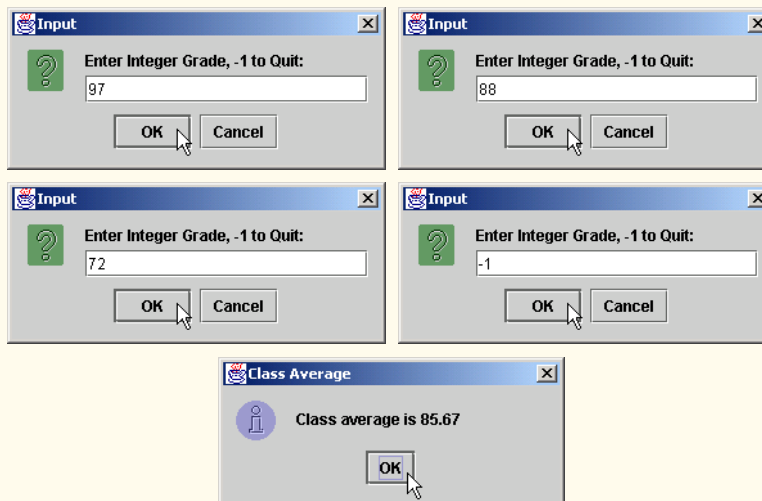 Input
Enter Integer Grade, -1 to Quit:
97
OK Cancel
Input
Enter Integer Grade, -1 to Quit:
88
OK Cancel
Input
Enter Integer Grade, -1 to Quit:
72
OK Cancel
Input
Enter Integer Grade, -1 to Quit:
-1
OK Cancel
Class Average
Class average is 85.67
OK